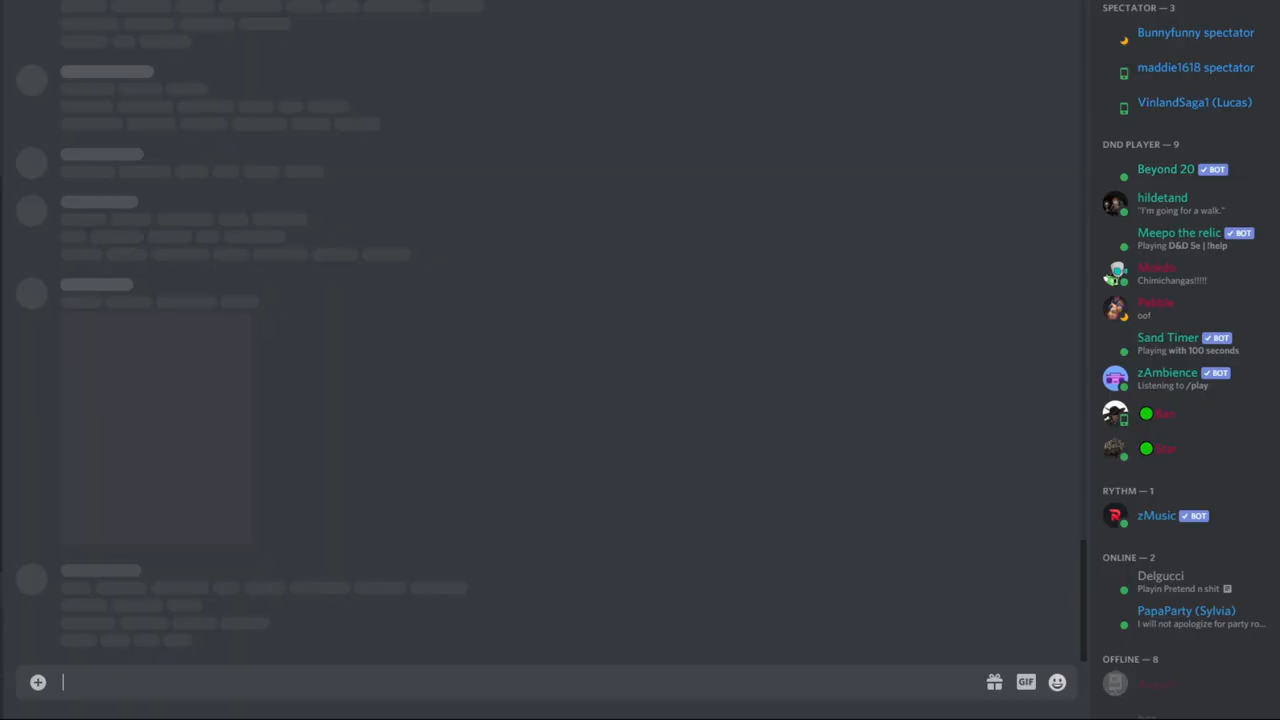 SPECTATOR — 3
Bunnyfunny spectator
maddie1618 spectator
VinlandSaga1 (Lucas)
DND PLAYER — 9
Beyond 20 ✓ BOT
hildetand
"I'm going for a walk."
Meepo the relic ✓ BOT
Playing D&D 5e | !help
Chimichangas!!!!!
Pebble
oof
Sand Timer ✓ BOT
Playing with 100 seconds
zAmbience ✓ BOT
Listening to /play
RYTHM — 1
zMusic ✓ BOT
ONLINE — 2
Delgucci
Playin Pretend n shit
PapaParty (Sylvia)
I will not apologize for party ro...
OFFLINE — 8
GIF